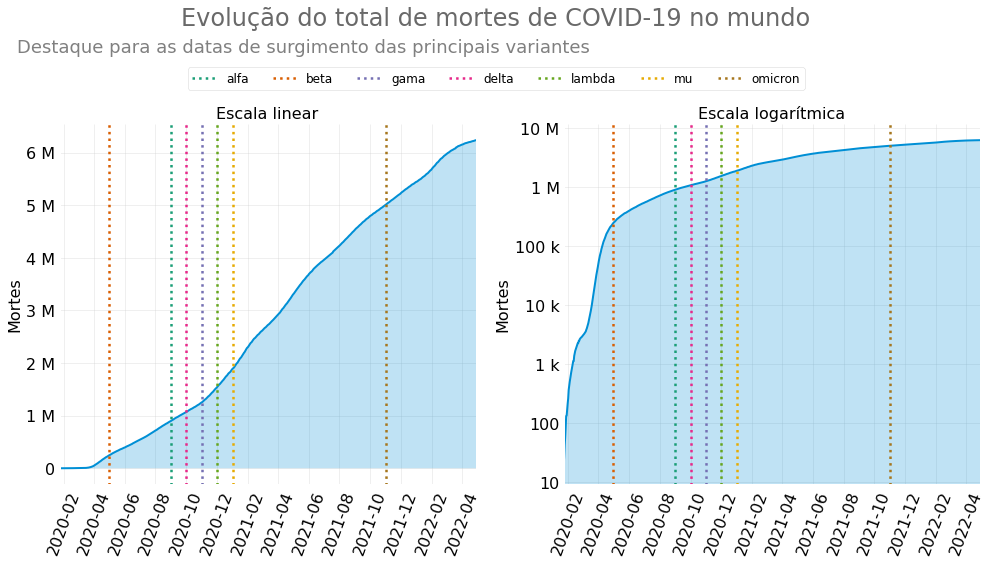 Evolução do total de mortes de COVID-19 no mundo
Destaque para as datas de surgimento das principais variantes
alfa beta gama delta lambda mu omicron
Escala linear
6 M
5 M
4 M
3 M
2 M
1 M
0
Mortes
2020-02 2020-04 2020-06 2020-08 2020-10 2020-12 2021-02 2021-04 2021-06 2021-08 2021-10 2021-12 2022-02 2022-04
Escala logarítmica
10 M
1 M
100 k
10 k
1 k
100
10
Mortes
2020-02 2020-04 2020-06 2020-08 2020-10 2020-12 2021-02 2021-04 2021-06 2021-08 2021-10 2021-12 2022-02 2022-04